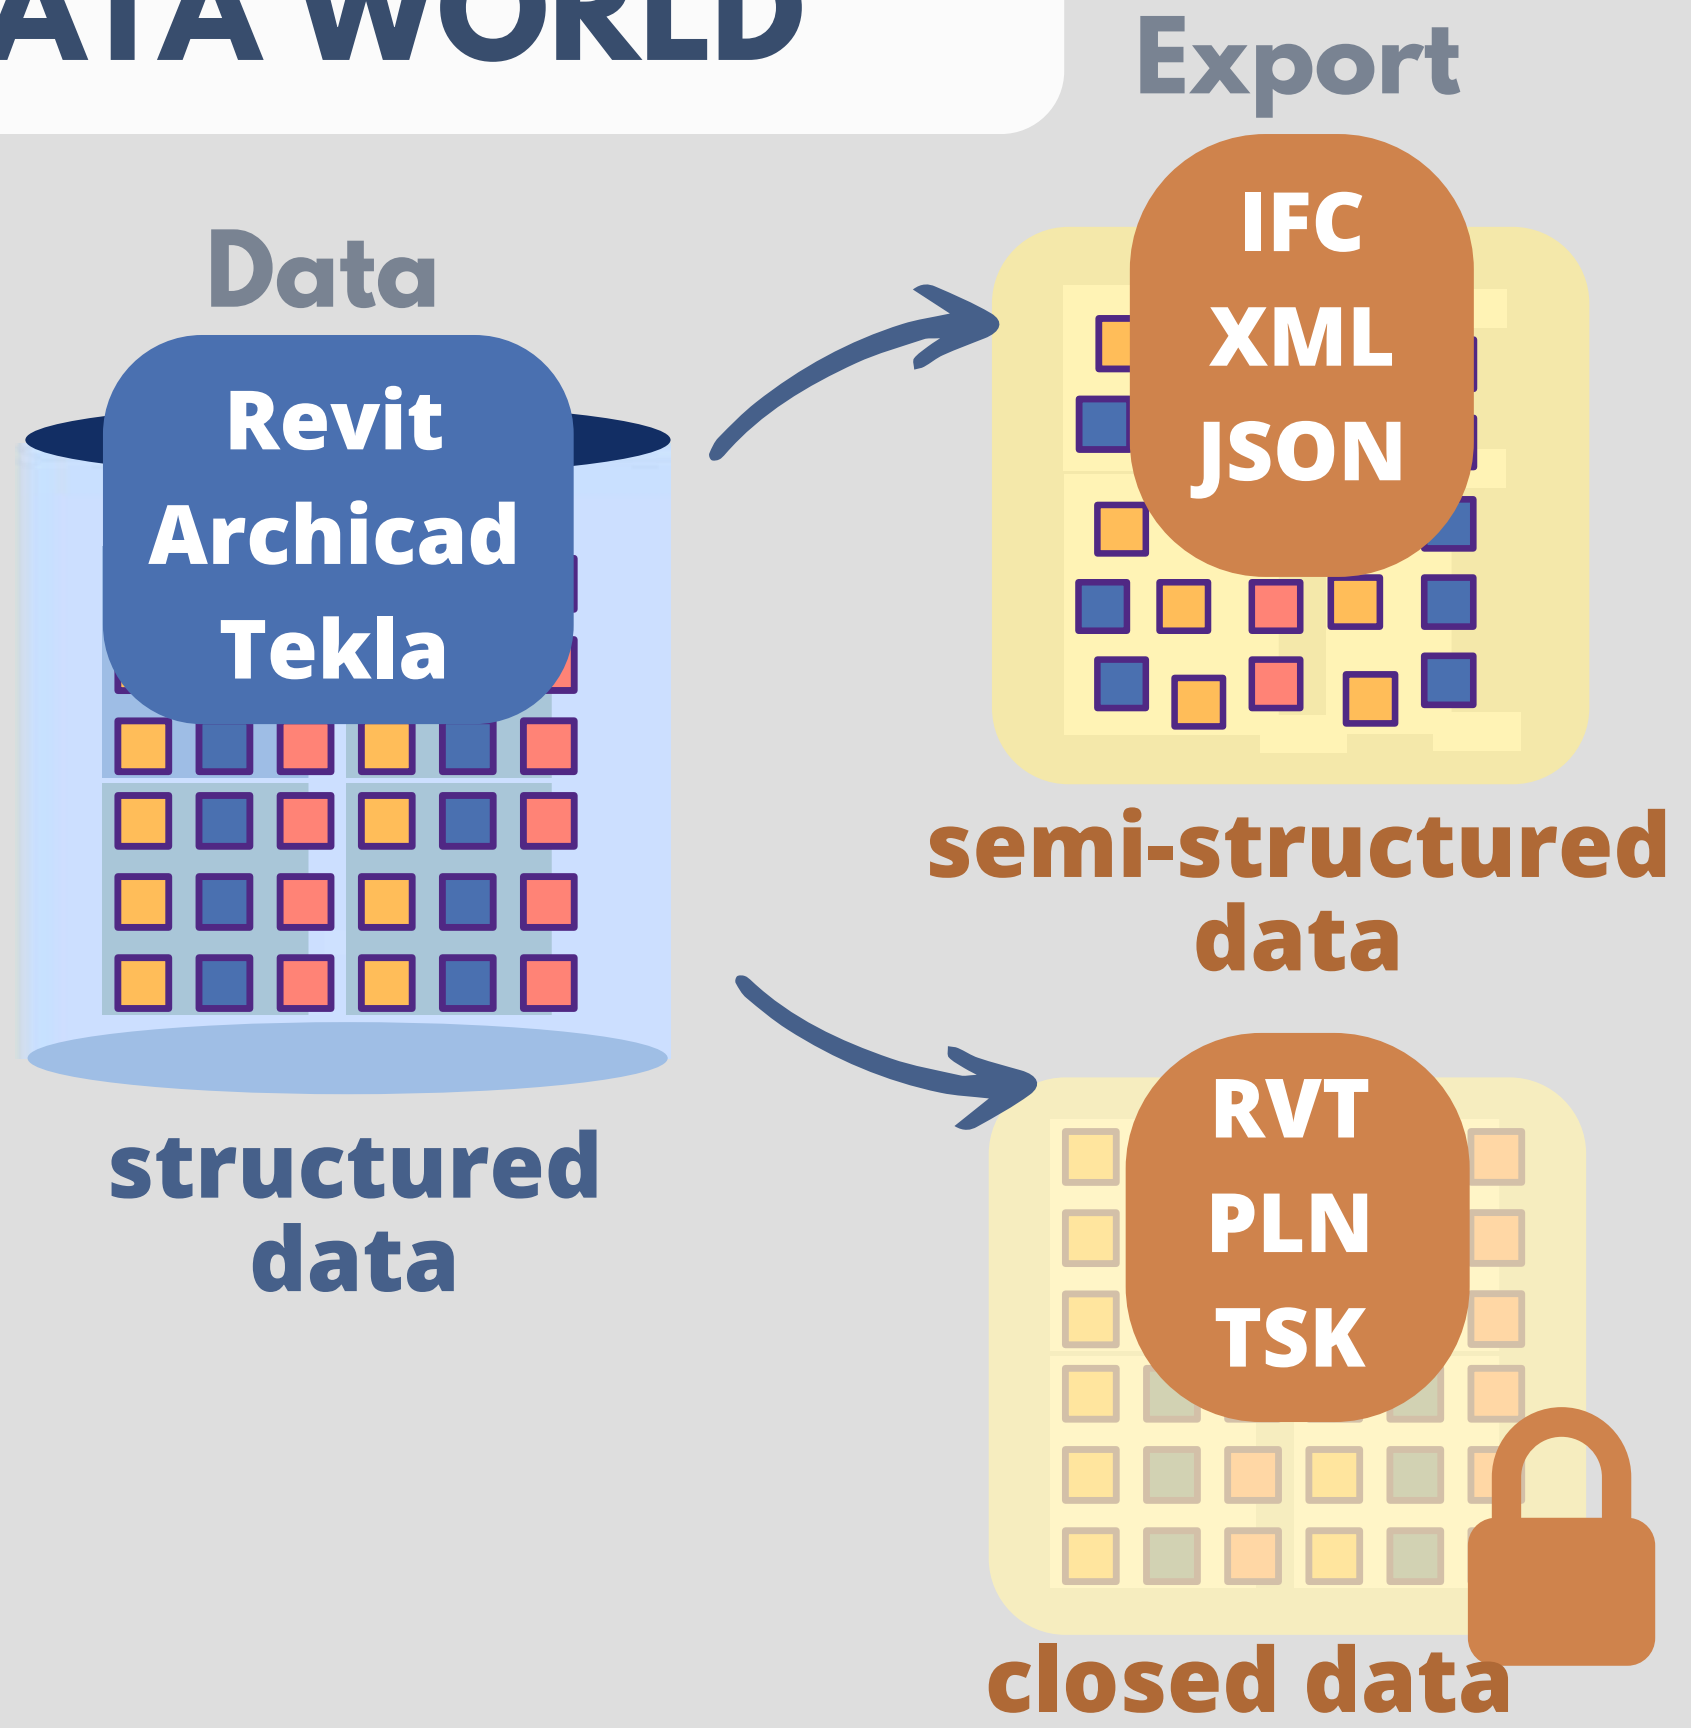 ATA WORLD
Export
Data
Revit
Archicad
Tekla
structured
data
IFC
XML
JSON
semi-structured
data
RVT
PLN
TSK
closed data